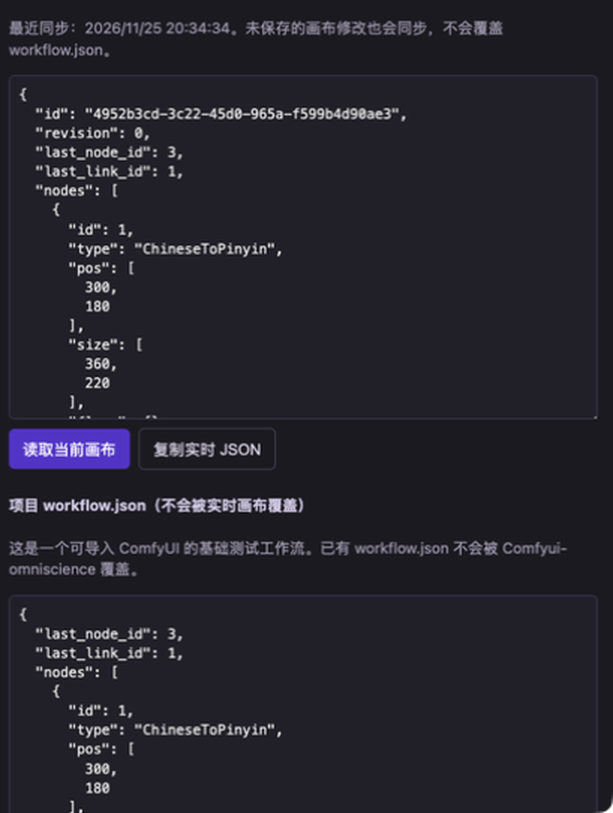 最近同步：2026/11/25 20:34:34。未保存的画布修改也会同步，不会覆盖
workflow.json。
{
  "id": "4952b3cd-3c22-45d0-965a-f599b4d90ae3",
  "revision": 0,
  "last_node_id": 3,
  "last_link_id": 1,
  "nodes": [
    {
      "id": 1,
      "type": "ChineseToPinyin",
      "pos": [
        300,
        180
      ],
      "size": [
        360,
        220
      ],
读取当前画布 复制实时 JSON
项目 workflow.json（不会被实时画布覆盖）
这是一个可导入 ComfyUI 的基础测试工作流。已有 workflow.json 不会被 Comfyui-
omniscience 覆盖。
{
  "last_node_id": 3,
  "last_link_id": 1,
  "nodes": [
    {
      "id": 1,
      "type": "ChineseToPinyin",
      "pos": [
        300,
        180
      ],